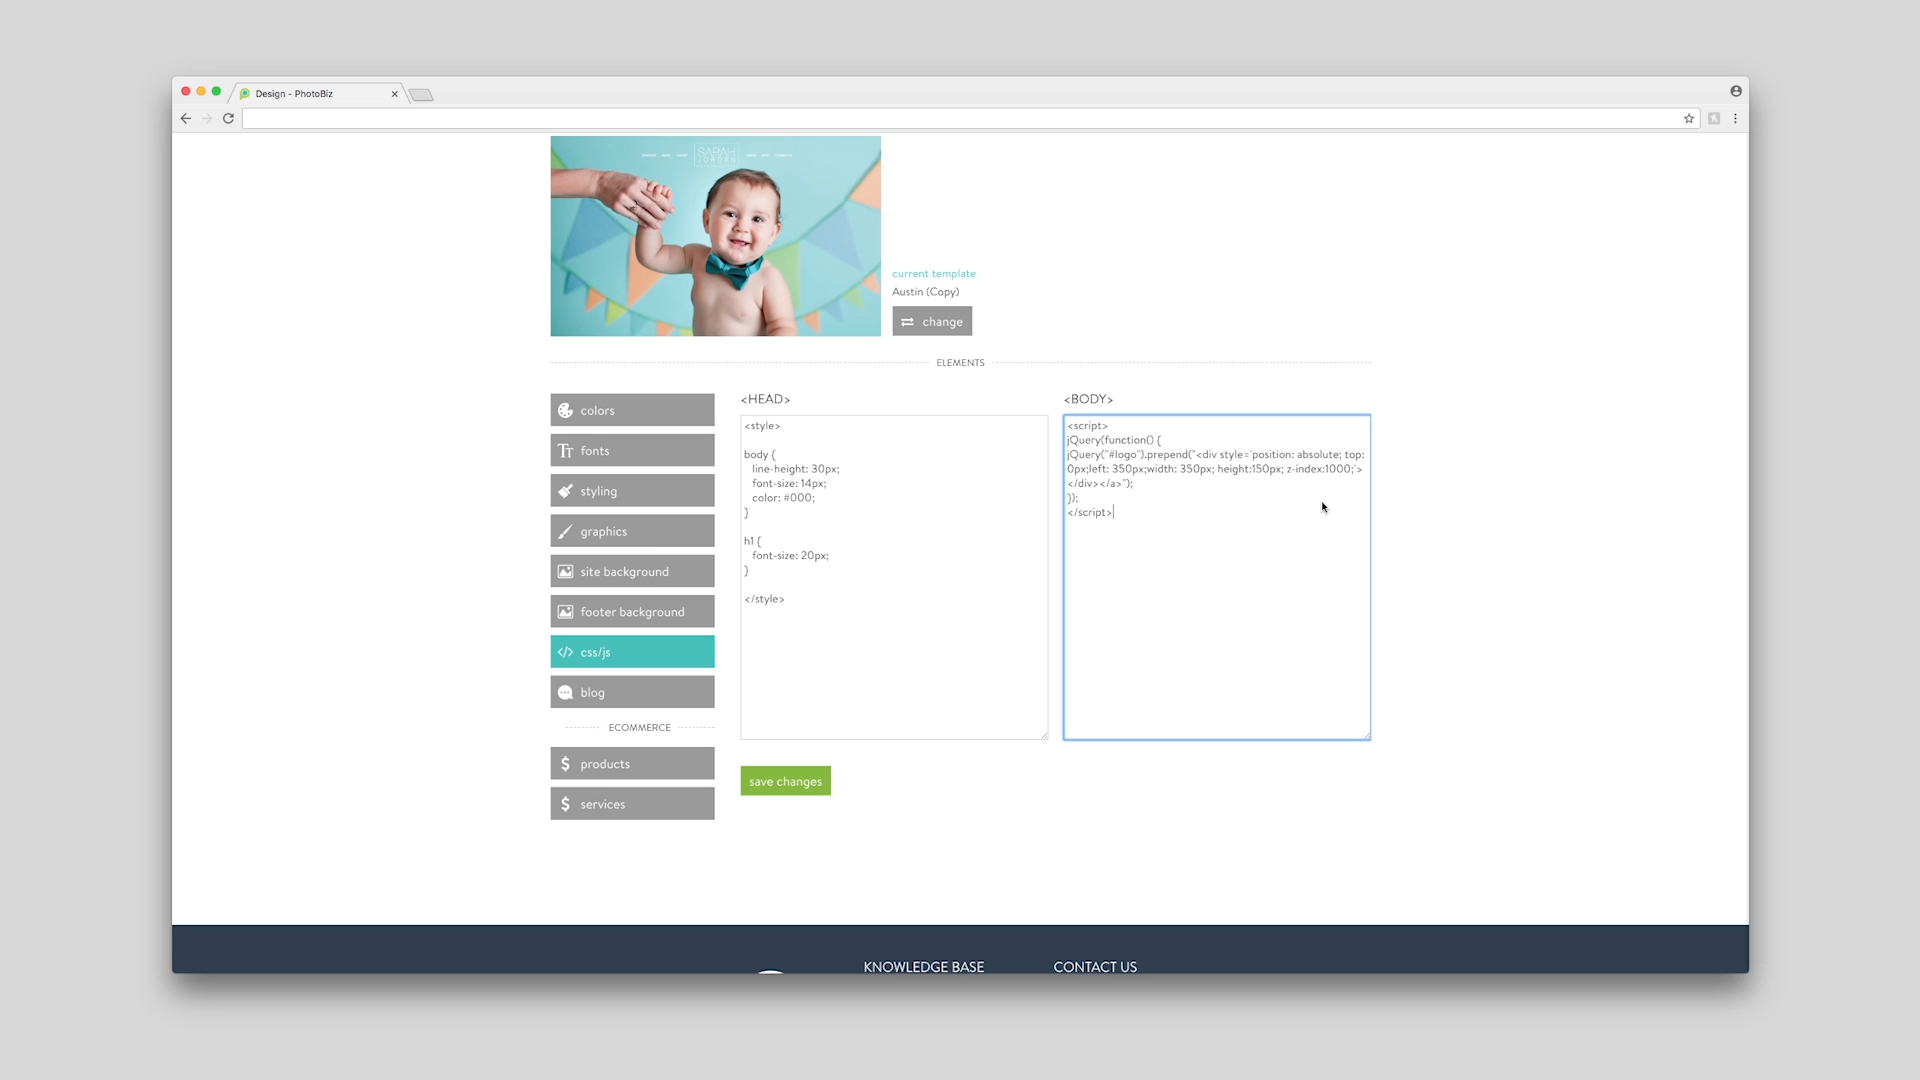 Design - PhotoBiz
SARAH
JORDAN
current template
Austin (Copy)
change
ELEMENTS
colors
fonts
styling
graphics
site background
footer background
css/js
blog
ECOMMERCE
products
services
<HEAD>
<style>
body {
line-height: 30px;
font-size: 14px;
color: #000;
}
h1 {
font-size: 20px;
}
</style>
save changes
<BODY>
<script>
jQuery(function() {
jQuery("#logo").prepend("<div style='position: absolute; top:
0px;left: 350px;width: 350px; height:150px; z-index:1000;'>
</div></a>");
});
</script>
KNOWLEDGE BASE
CONTACT US